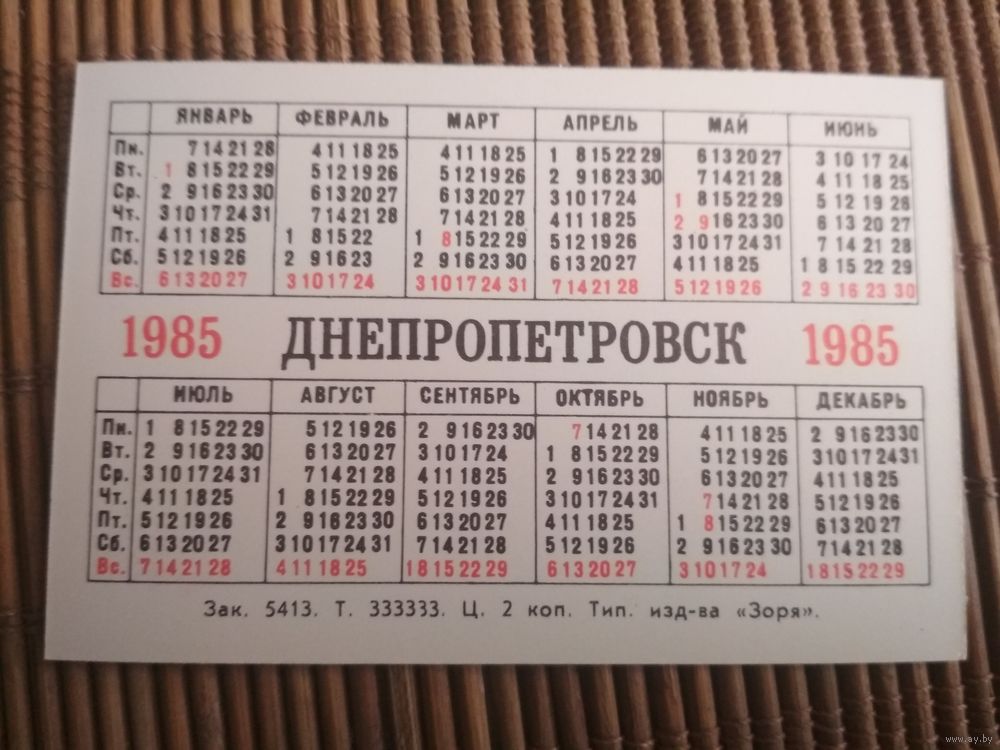 ЯНВАРЬ ФЕВРАЛЬ МАРТ АПРЕЛЬ МАЙ ИЮНЬ
Пн. 7 14 21 28 4 11 18 25 4 11 18 25 1 8 15 22 29 6 13 20 27 3 10 17 24
Вт. 1 8 15 22 29 5 12 19 26 5 12 19 26 2 9 16 23 30 7 14 21 28 4 11 18 25
Ср. 2 9 16 23 30 6 13 20 27 6 13 20 27 3 10 17 24 1 8 15 22 29 5 12 19 26
Чт. 3 10 17 24 31 7 14 21 28 7 14 21 28 4 11 18 25 2 9 16 23 30 6 13 20 27
Пт. 4 11 18 25 1 8 15 22 1 8 15 22 29 5 12 19 26 3 10 17 24 31 7 14 21 28
Сб. 5 12 19 26 2 9 16 23 2 9 16 23 30 6 13 20 27 4 11 18 25 1 8 15 22 29
Вс. 6 13 20 27 3 10 17 24 3 10 17 24 31 7 14 21 28 5 12 19 26 2 9 16 23 30
1985 ДНЕПРОПЕТРОВСК 1985
ИЮЛЬ АВГУСТ СЕНТЯБРЬ ОКТЯБРЬ НОЯБРЬ ДЕКАБРЬ
Пн. 1 8 15 22 29 5 12 19 26 2 9 16 23 30 7 14 21 28 4 11 18 25 2 9 16 23 30
Вт. 2 9 16 23 30 6 13 20 27 3 10 17 24 1 8 15 22 29 5 12 19 26 3 10 17 24 31
Ср. 3 10 17 24 31 7 14 21 28 4 11 18 25 2 9 16 23 30 6 13 20 27 4 11 18 25
Чт. 4 11 18 25 1 8 15 22 29 5 12 19 26 3 10 17 24 31 7 14 21 28 5 12 19 26
Пт. 5 12 19 26 2 9 16 23 30 6 13 20 27 4 11 18 25 1 8 15 22 29 6 13 20 27
Сб. 6 13 20 27 3 10 17 24 31 7 14 21 28 5 12 19 26 2 9 16 23 30 7 14 21 28
Вс. 7 14 21 28 4 11 18 25 1 8 15 22 29 6 13 20 27 3 10 17 24 1 8 15 22 29
Зак. 5413. Т. 333333. Ц. 2 коп. Тип. изд-ва «Зоря».
www.ay.by